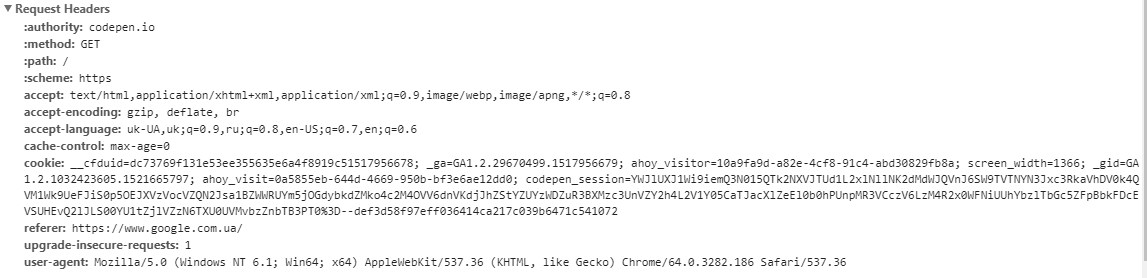 ▼ Request Headers
:authority: codepen.io
:method: GET
:path: /
:scheme: https
accept: text/html,application/xhtml+xml,application/xml;q=0.9,image/webp,image/apng,*/*;q=0.8
accept-encoding: gzip, deflate, br
accept-language: uk-UA,uk;q=0.9,ru;q=0.8,en-US;q=0.7,en;q=0.6
cache-control: max-age=0
cookie: __cfduid=dc73769f131e53ee355635e6a4f8919c51517956678; _ga=GA1.2.29670499.1517956679; ahoy_visitor=10a9fa9d-a82e-4cf8-91c4-abd30829fb8a; screen_width=1366; _gid=GA
1.2.1032423605.1521665797; ahoy_visit=0a5855eb-644d-4669-950b-bf3e6ae12dd0; codepen_session=
referer: https://www.google.com.ua/
upgrade-insecure-requests: 1
user-agent: Mozilla/5.0 (Windows NT 6.1; Win64; x64) AppleWebKit/537.36 (KHTML, like Gecko) Chrome/64.0.3282.186 Safari/537.36